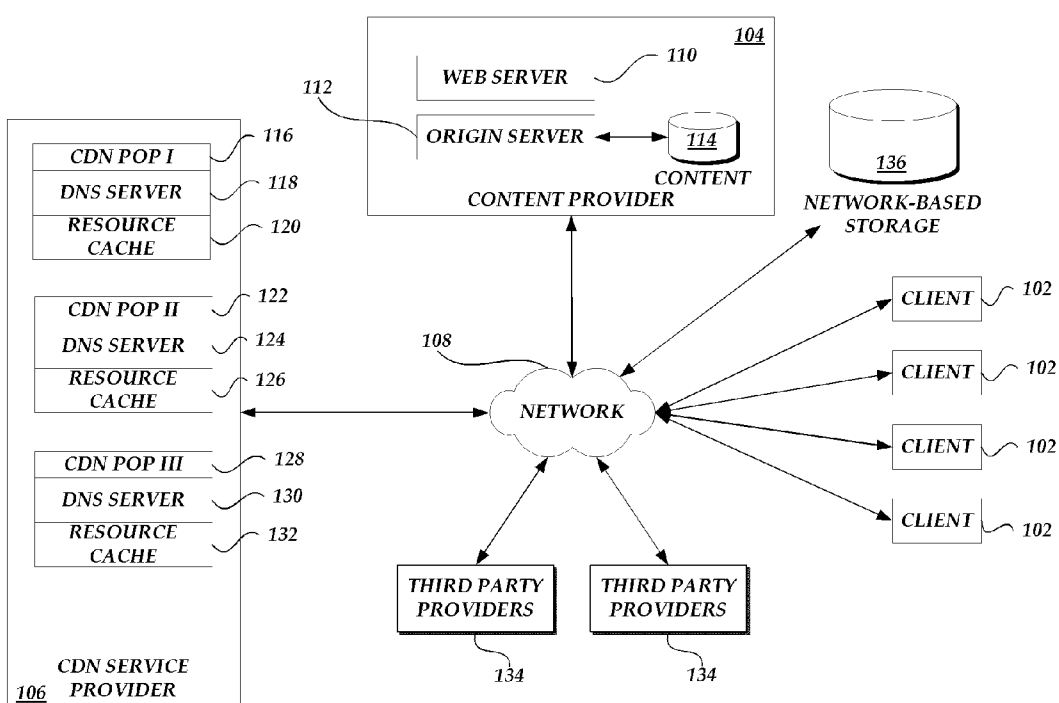 104
WEB SERVER
110
112
ORIGIN SERVER
114
CONTENT
CONTENT PROVIDER
136
NETWORK-BASED
STORAGE
CDN POP I
116
DNS SERVER
118
RESOURCE
CACHE
120
CDN POP II
122
DNS SERVER
124
RESOURCE
CACHE
126
CDN POP III
128
DNS SERVER
130
RESOURCE
CACHE
132
CDN SERVICE
PROVIDER
106
108
NETWORK
CLIENT
102
CLIENT
102
CLIENT
102
CLIENT
102
THIRD PARTY
PROVIDERS
134
THIRD PARTY
PROVIDERS
134